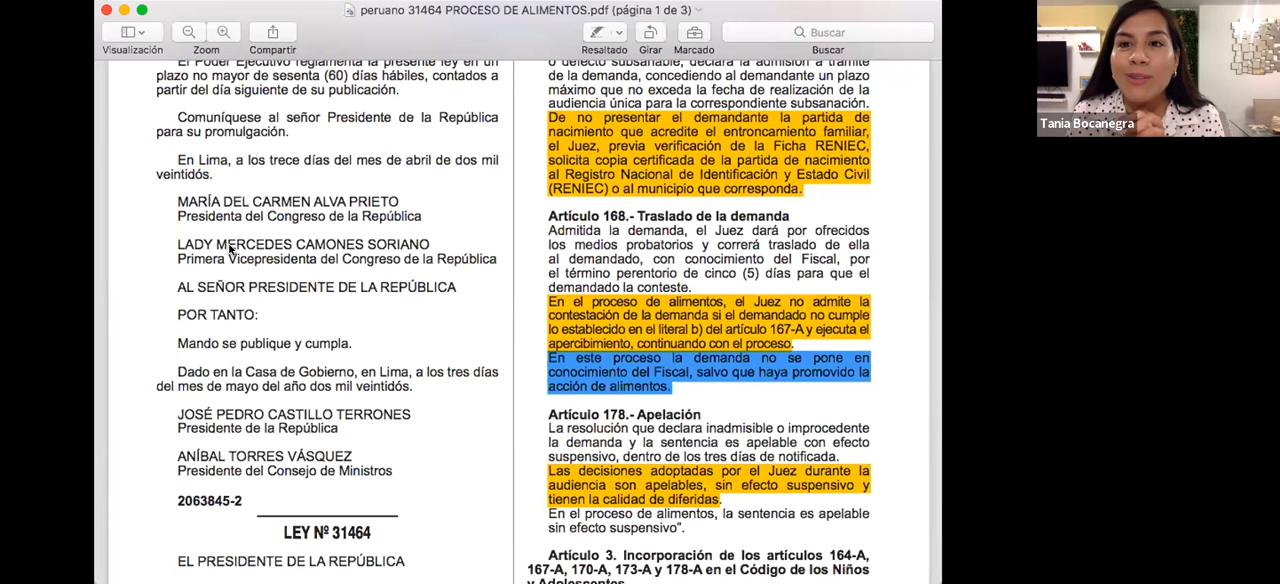 peruano 31464 PROCESO DE ALIMENTOS.pdf (página 1 de 3)
Visualización
Zoom
Compartir
Resaltado
Girar
Marcado
Buscar
Buscar
El Poder Ejecutivo reglamenta la presente ley en un
plazo no mayor de sesenta (60) días hábiles, contados a
partir del día siguiente de su publicación.
Comuníquese al señor Presidente de la República
para su promulgación.
En Lima, a los trece días del mes de abril de dos mil
veintidós.
MARÍA DEL CARMEN ALVA PRIETO
Presidenta del Congreso de la República
LADY MERCEDES CAMONES SORIANO
Primera Vicepresidenta del Congreso de la República
AL SEÑOR PRESIDENTE DE LA REPÚBLICA
POR TANTO:
Mando se publique y cumpla.
Dado en la Casa de Gobierno, en Lima, a los tres días
del mes de mayo del año dos mil veintidós.
JOSÉ PEDRO CASTILLO TERRONES
Presidente de la República
ANÍBAL TORRES VÁSQUEZ
Presidente del Consejo de Ministros
2063845-2
LEY Nº 31464
EL PRESIDENTE DE LA REPÚBLICA
o defecto subsanable, declara la admisión a trámite
de la demanda, concediendo al demandante un plazo
máximo que no exceda la fecha de realización de la
audiencia única para la correspondiente subsanación.
De no presentar el demandante la partida de
nacimiento que acredite el entroncamiento familiar,
el Juez, previa verificación de la Ficha RENIEC,
solicita copia certificada de la partida de nacimiento
al Registro Nacional de Identificación y Estado Civil
(RENIEC) o al municipio que corresponda.
Artículo 168.- Traslado de la demanda
Admitida la demanda, el Juez dará por ofrecidos
los medios probatorios y correrá traslado de ella
al demandado, con conocimiento del Fiscal, por
el término perentorio de cinco (5) días para que el
demandado la conteste.
En el proceso de alimentos, el Juez no admite la
contestación de la demanda si el demandado no cumple
lo establecido en el literal b) del artículo 167-A y ejecuta el
apercibimiento, continuando con el proceso.
En este proceso la demanda no se pone en
conocimiento del Fiscal, salvo que haya promovido la
acción de alimentos.
Artículo 178.- Apelación
La resolución que declara inadmisible o improcedente
la demanda y la sentencia es apelable con efecto
suspensivo, dentro de los tres días de notificada.
Las decisiones adoptadas por el Juez durante la
audiencia son apelables, sin efecto suspensivo y
tienen la calidad de diferidas.
En el proceso de alimentos, la sentencia es apelable
sin efecto suspensivo”.
Artículo 3. Incorporación de los artículos 164-A,
167-A, 170-A, 173-A y 178-A en el Código de los Niños
y Adolescentes
Tania Bocanegra